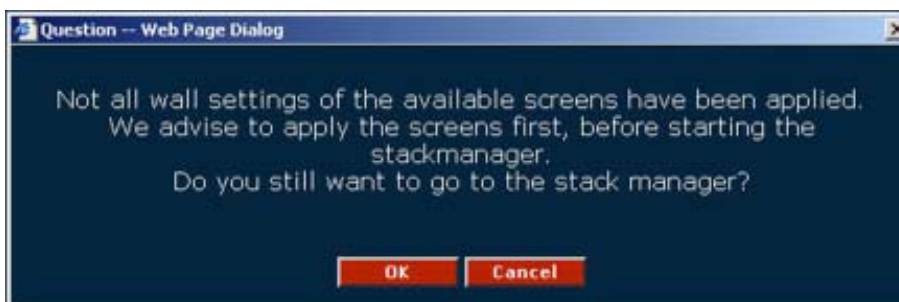 Question -- Web Page Dialog
Not all wall settings of the available screens have been applied.
We advise to apply the screens first, before starting the
stackmanager.
Do you still want to go to the stack manager?
OK Cancel